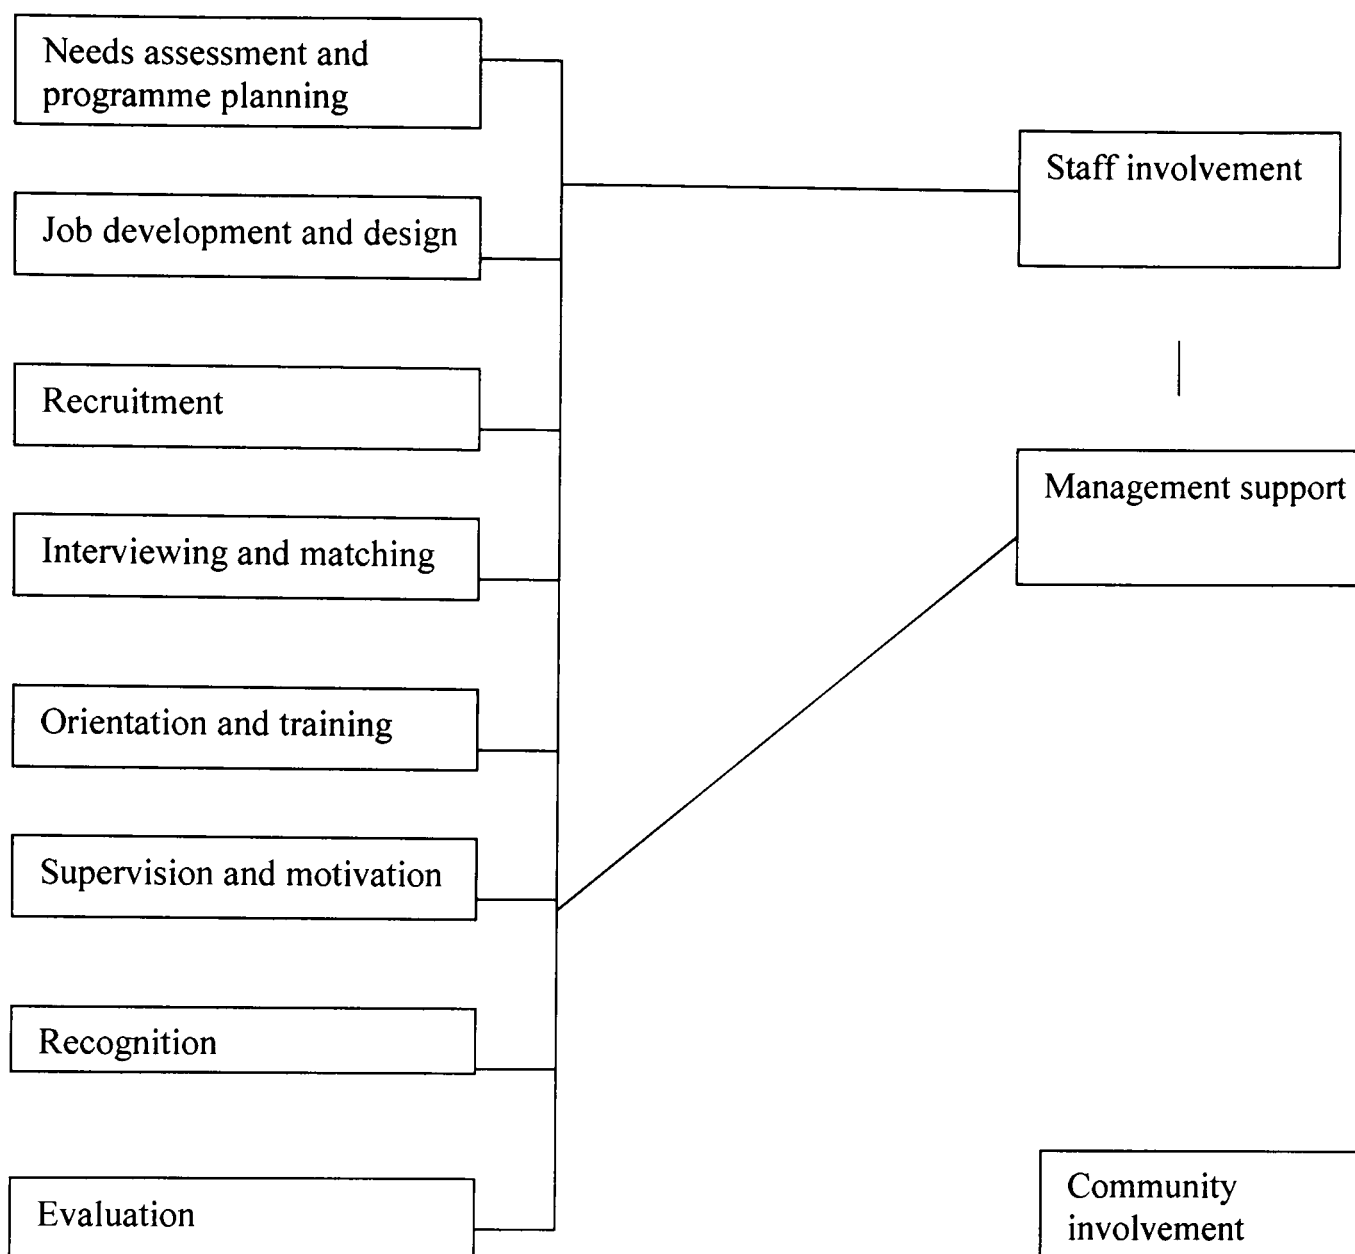 Needs assessment and
programme planning
Job development and design
Recruitment
Interviewing and matching
Orientation and training
Supervision and motivation
Recognition
Evaluation
Staff involvement
Management support
Community
involvement